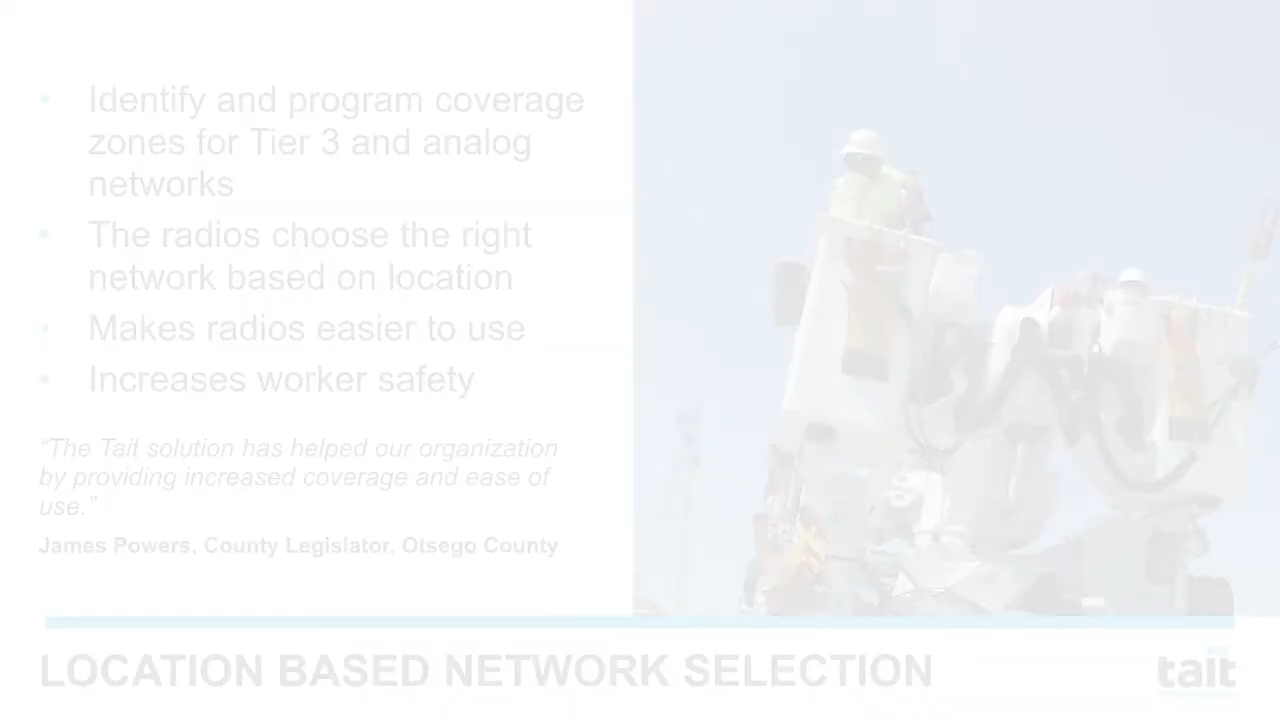 • Identify and program coverage
zones for Tier 3 and analog
networks
• The radios choose the right
network based on location
• Makes radios easier to use
• Increases worker safety
“The Tait solution has helped our organization
by providing increased coverage and ease of
use.”
James Powers, County Legislator, Otsego County
LOCATION BASED NETWORK SELECTION
tait